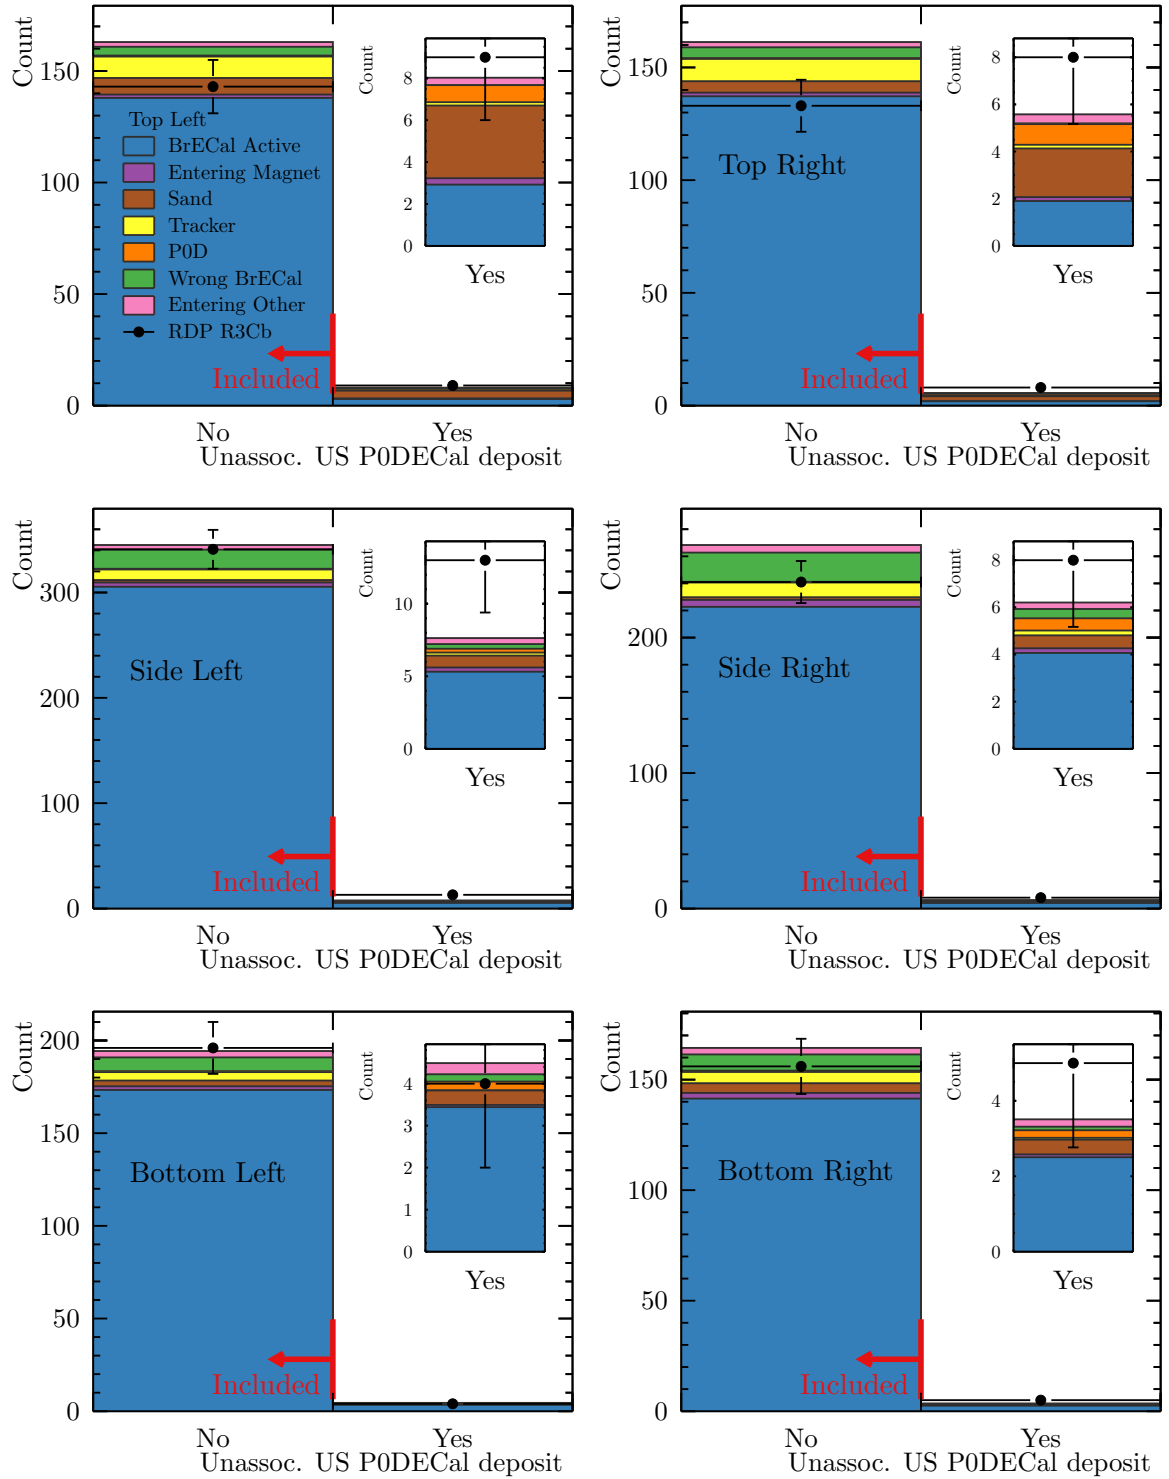 Count
150
100
50
0
Top Left
BrECal Active
Entering Magnet
Sand
Tracker
P0D
Wrong BrECal
Entering Other
RDP R3Cb
Included
No
Yes
Unassoc. US P0DECal deposit
Count
8
6
4
2
0
Yes
Count
150
100
50
0
Top Right
Included
No
Yes
Unassoc. US P0DECal deposit
Count
8
6
4
2
0
Yes
Count
300
200
100
0
Side Left
Included
No
Yes
Unassoc. US P0DECal deposit
Count
10
5
0
Yes
Count
200
100
0
Side Right
Included
No
Yes
Unassoc. US P0DECal deposit
Count
8
6
4
2
0
Yes
Count
200
150
100
50
0
Bottom Left
Included
No
Yes
Unassoc. US P0DECal deposit
Count
4
3
2
1
0
Yes
Count
150
100
50
0
Bottom Right
Included
No
Yes
Unassoc. US P0DECal deposit
Count
4
2
0
Yes